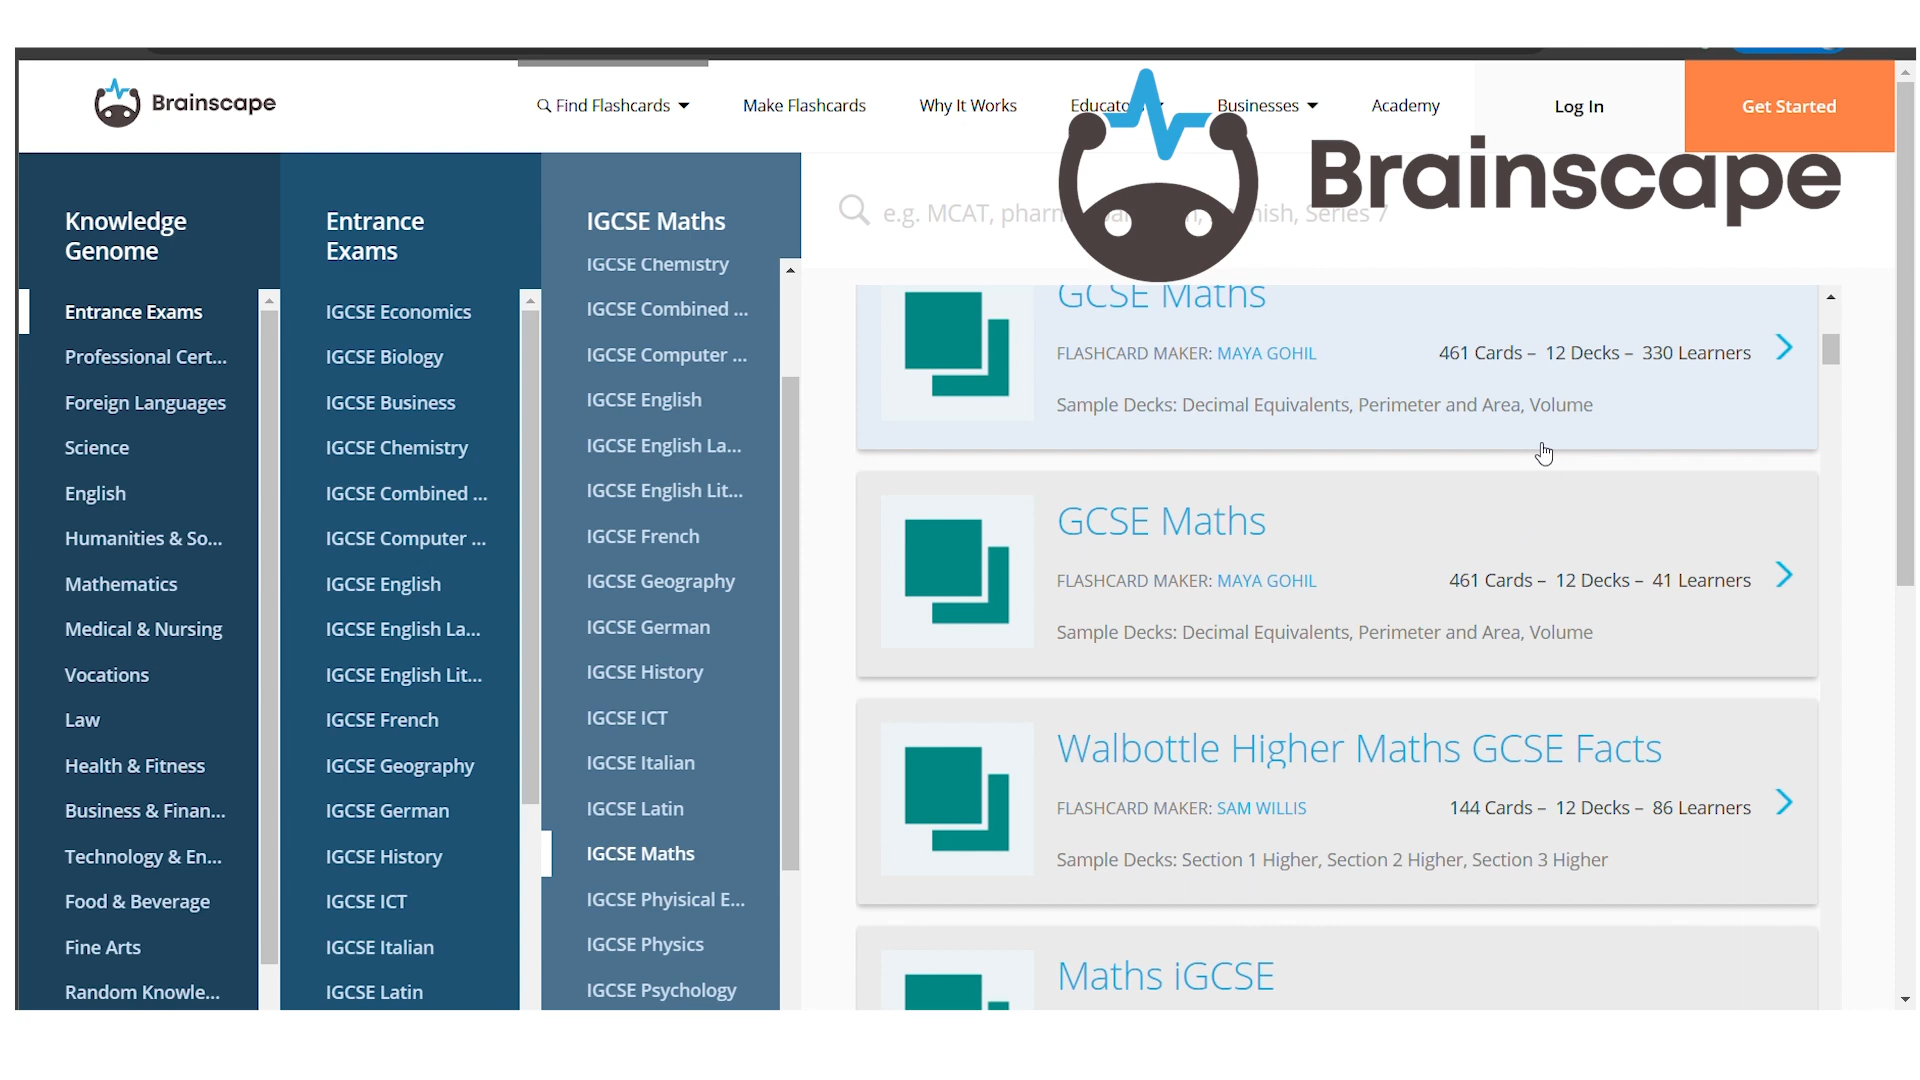 Brainscape
Find Flashcards
Make Flashcards
Why It Works
Businesses
Academy
Log In
Get Started
Brainscape
e.g. MCAT,
Series 7
Knowledge
Genome
Entrance Exams
Professional Cert...
Foreign Languages
Science
English
Humanities & So...
Mathematics
Medical & Nursing
Vocations
Law
Health & Fitness
Business & Finan...
Technology & En...
Food & Beverage
Fine Arts
Random Knowle...
Entrance
Exams
IGCSE Economics
IGCSE Biology
IGCSE Business
IGCSE Chemistry
IGCSE Combined ...
IGCSE Computer ...
IGCSE English
IGCSE English La...
IGCSE English Lit...
IGCSE French
IGCSE Geography
IGCSE German
IGCSE History
IGCSE ICT
IGCSE Italian
IGCSE Latin
IGCSE Maths
IGCSE Chemistry
IGCSE Combined ...
IGCSE Computer ...
IGCSE English
IGCSE English La...
IGCSE English Lit...
IGCSE French
IGCSE Geography
IGCSE German
IGCSE History
IGCSE ICT
IGCSE Italian
IGCSE Latin
IGCSE Maths
IGCSE Phyisical E...
IGCSE Physics
IGCSE Psychology
GCSE Maths
FLASHCARD MAKER: MAYA GOHIL
461 Cards – 12 Decks – 330 Learners
Sample Decks: Decimal Equivalents, Perimeter and Area, Volume
GCSE Maths
FLASHCARD MAKER: MAYA GOHIL
461 Cards – 12 Decks – 41 Learners
Sample Decks: Decimal Equivalents, Perimeter and Area, Volume
Walbottle Higher Maths GCSE Facts
FLASHCARD MAKER: SAM WILLIS
144 Cards – 12 Decks – 86 Learners
Sample Decks: Section 1 Higher, Section 2 Higher, Section 3 Higher
Maths iGCSE